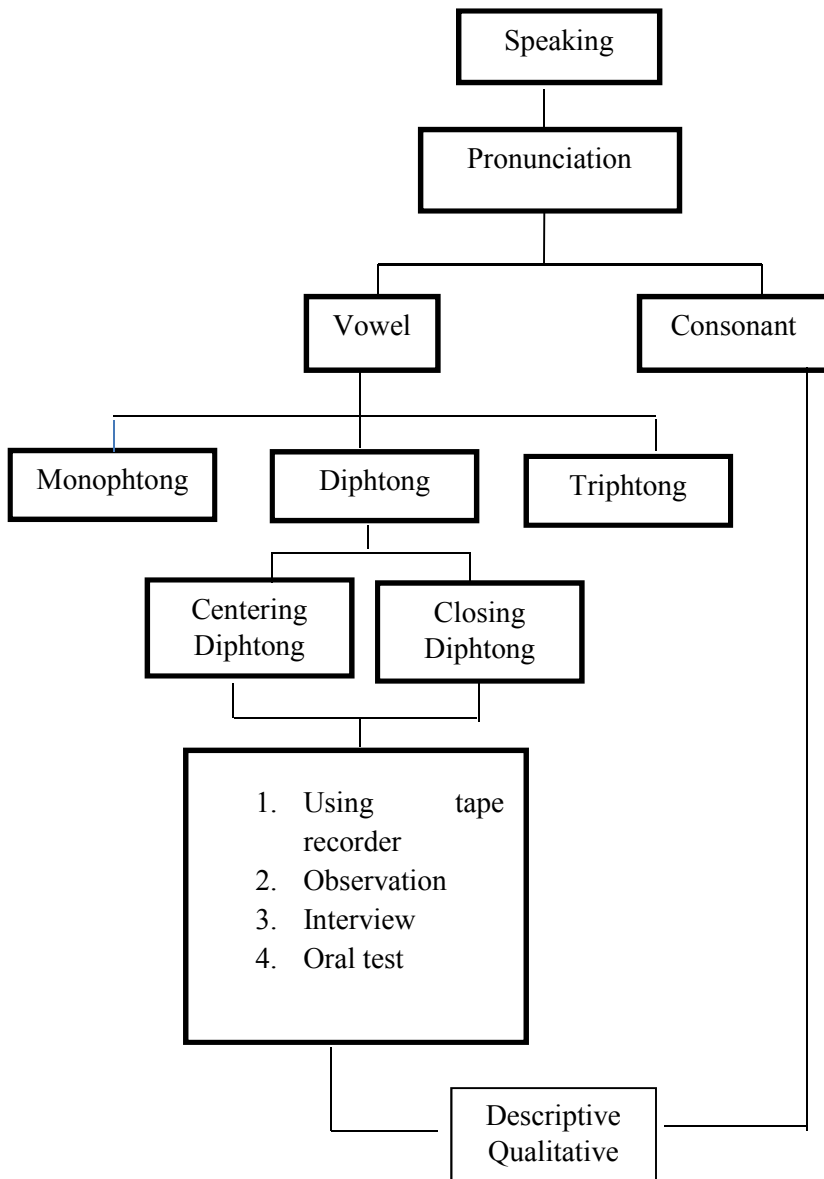 Speaking
Pronunciation
Vowel
Consonant
Monophtong
Diphtong
Triphtong
Centering
Diphtong
Closing
Diphtong
1. Using tape
recorder
2. Observation
3. Interview
4. Oral test
Descriptive
Qualitative